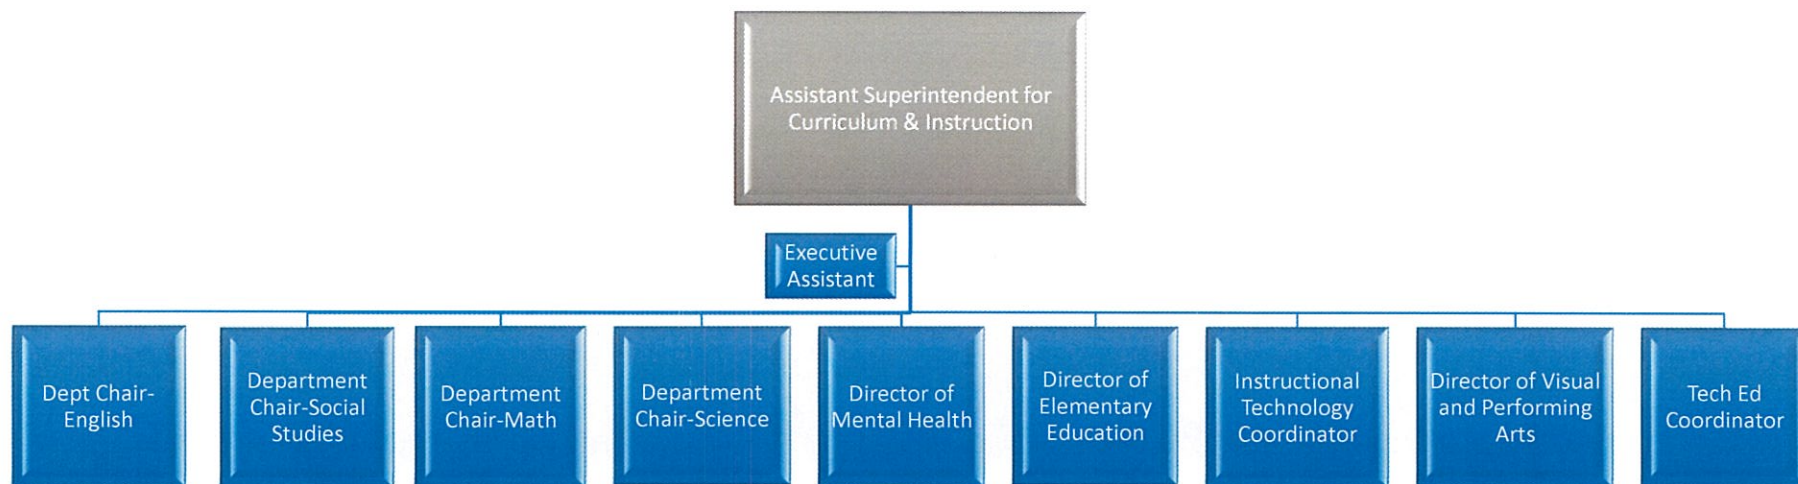 Assistant Superintendent for
Curriculum & Instruction
Executive
Assistant
Dept Chair-
English
Department
Chair-Social
Studies
Department
Chair-Math
Department
Chair-Science
Director of
Mental Health
Director of
Elementary
Education
Instructional
Technology
Coordinator
Director of Visual
and Performing
Arts
Tech Ed
Coordinator